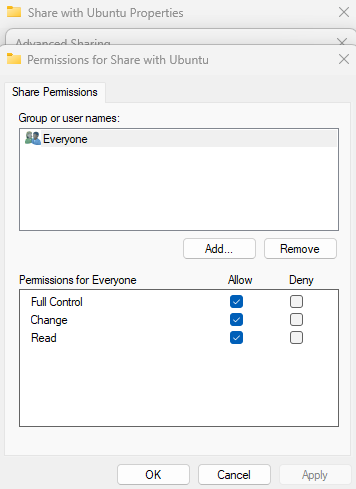 Share with Ubuntu Properties
Advanced Sharing
Permissions for Share with Ubuntu
Share Permissions
Group or user names:
Everyone
Add... Remove
Permissions for Everyone Allow Deny
Full Control
Change
Read
OK Cancel Apply